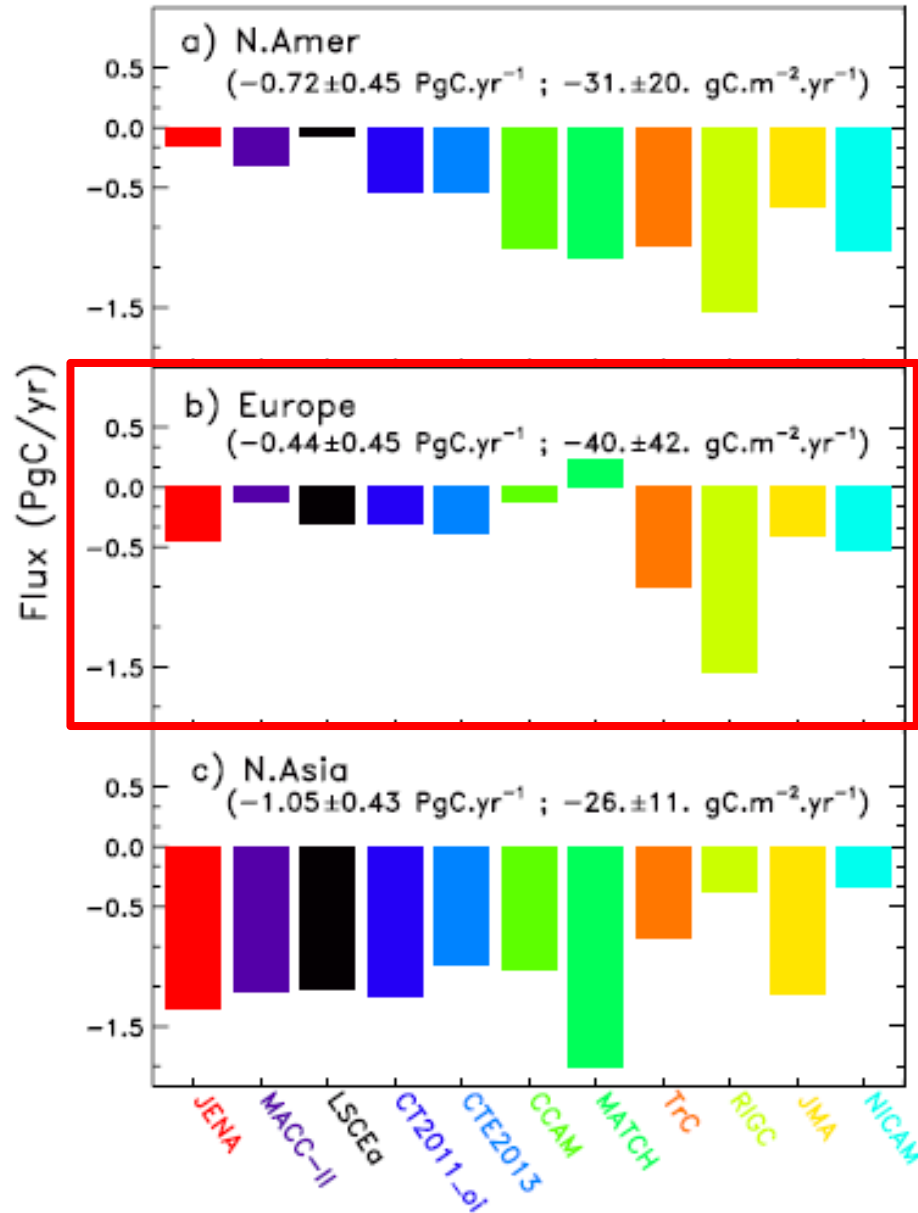 a) N.Amer
(−0.72±0.45 PgC.yr⁻¹ ; −31.±20. gC.m⁻².yr⁻¹)
0.5
0.0
−0.5
−1.5
Flux (PgC/yr)
b) Europe
(−0.44±0.45 PgC.yr⁻¹ ; −40.±42. gC.m⁻².yr⁻¹)
0.5
0.0
−0.5
−1.5
c) N.Asia
(−1.05±0.43 PgC.yr⁻¹ ; −26.±11. gC.m⁻².yr⁻¹)
0.5
0.0
−0.5
−1.5
JENA
MACC−II
LSCEa
CT2011_oi
CTE2013
CCAM
MATCH
TrC
RIGC
JMA
NICAM